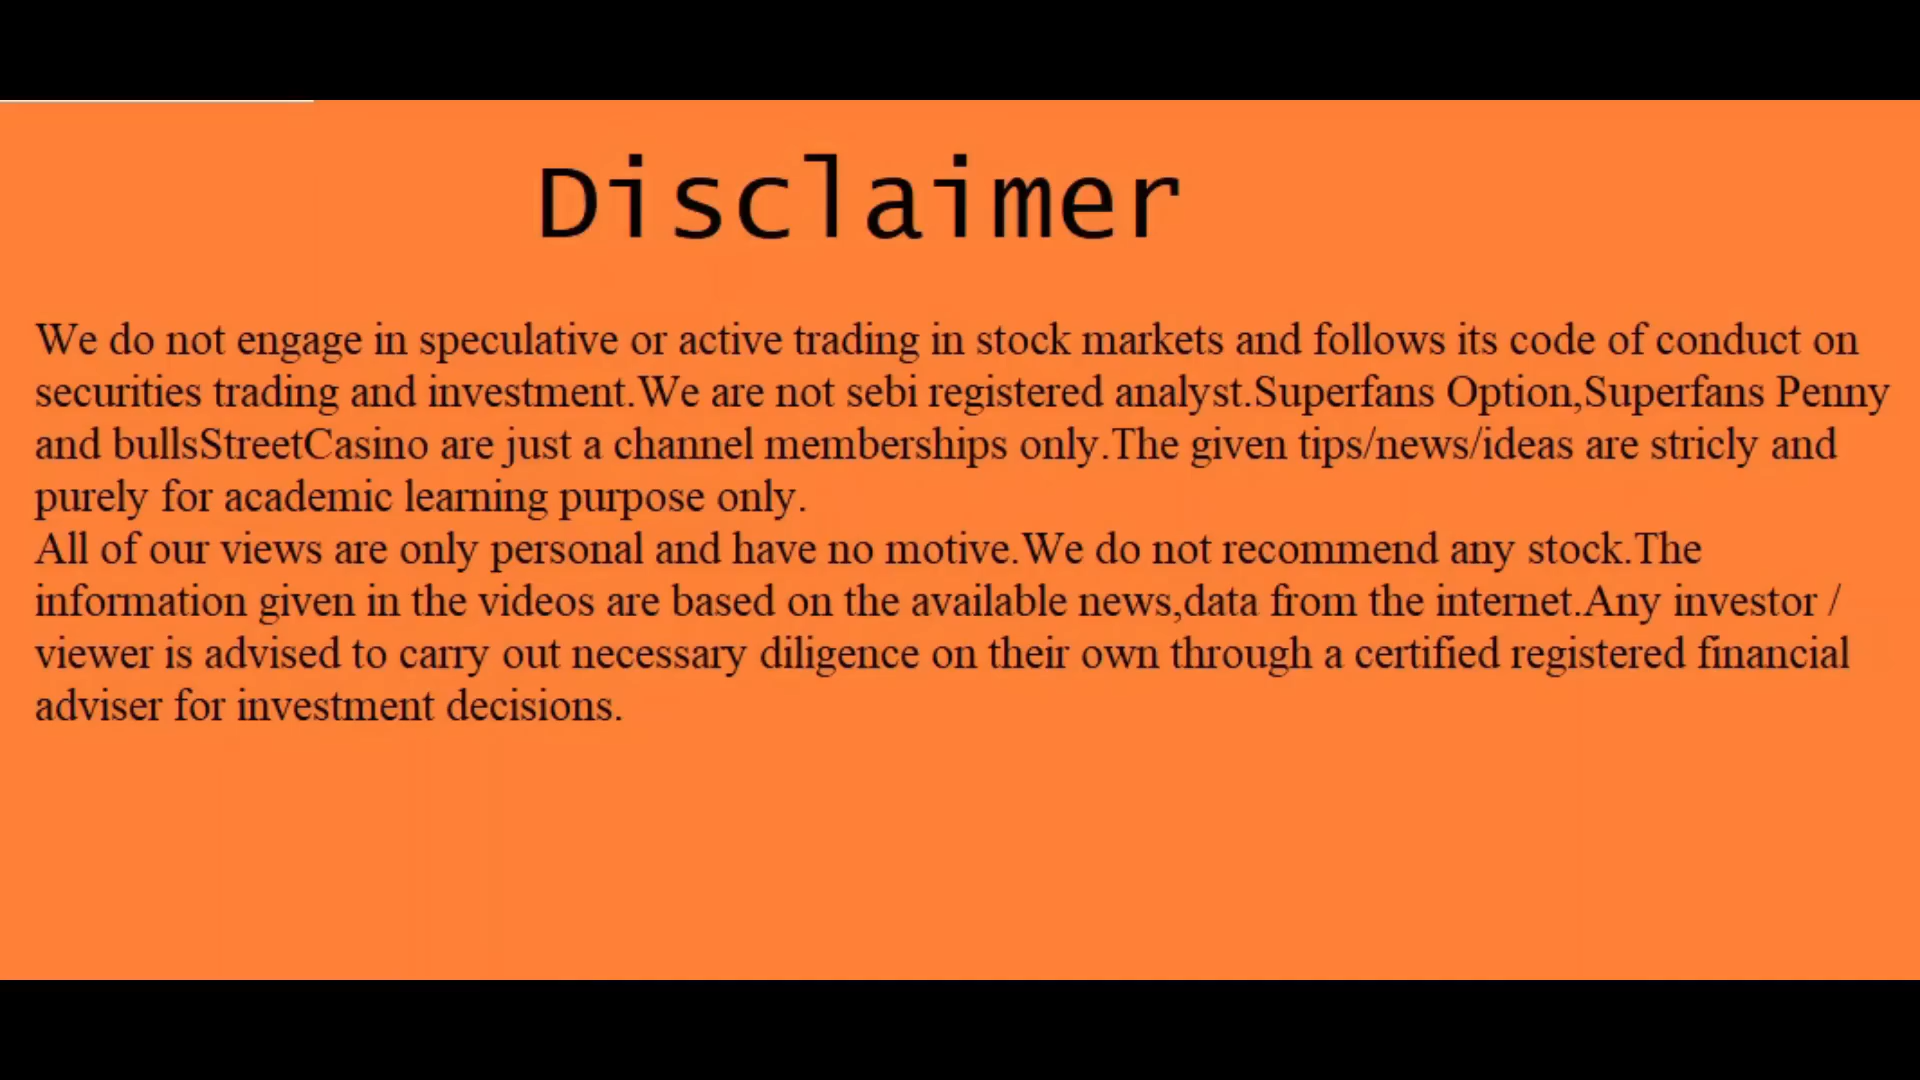 Disclaimer
We do not engage in speculative or active trading in stock markets and follows its code of conduct on
securities trading and investment.We are not sebi registered analyst.Superfans Option,Superfans Penny
and bullsStreetCasino are just a channel memberships only.The given tips/news/ideas are stricly and
purely for academic learning purpose only.
All of our views are only personal and have no motive.We do not recommend any stock.The
information given in the videos are based on the available news,data from the internet.Any investor /
viewer is advised to carry out necessary diligence on their own through a certified registered financial
adviser for investment decisions.